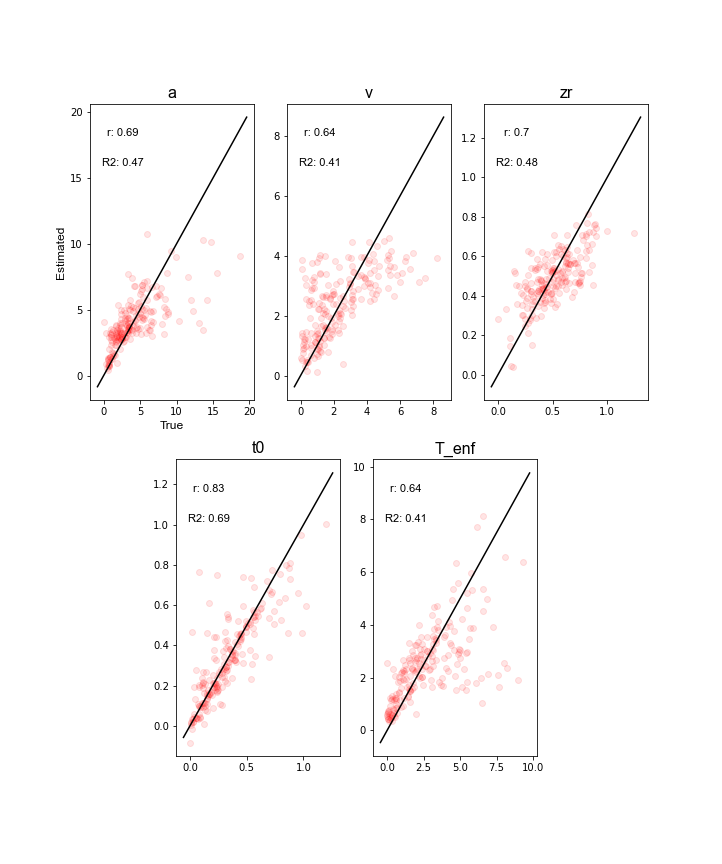 a
v
zr
20
15
10
5
0
Estimated
r: 0.69
R2: 0.47
0 5 10 15 20
True
8
6
4
2
0
r: 0.64
R2: 0.41
0 2 4 6 8
1.2
1.0
0.8
0.6
0.4
0.2
0.0
r: 0.7
R2: 0.48
0.0 0.5 1.0
t0
T_enf
1.2
1.0
0.8
0.6
0.4
0.2
0.0
r: 0.83
R2: 0.69
0.0 0.5 1.0
10
8
6
4
2
0
r: 0.64
R2: 0.41
0.0 2.5 5.0 7.5 10.0